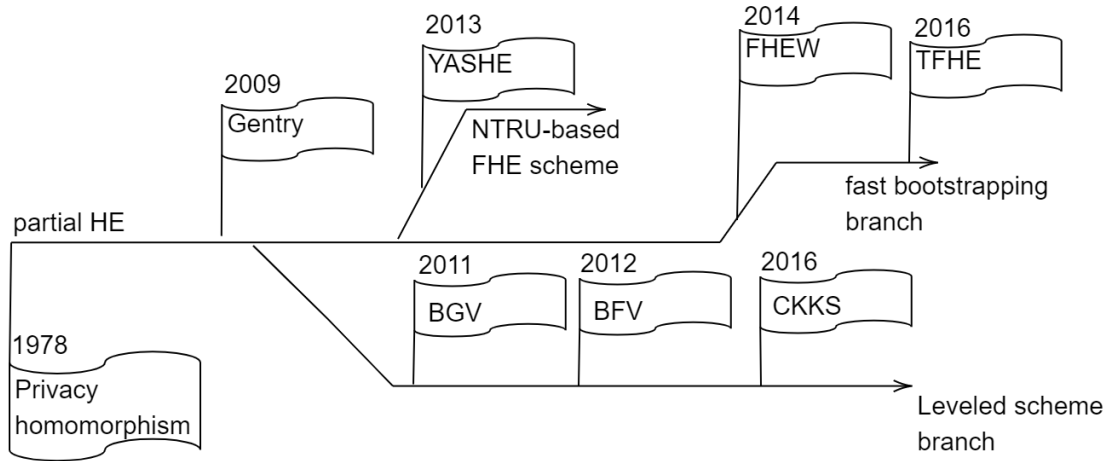 2009
Gentry
2013
YASHE
2014
FHEW
2016
TFHE
NTRU-based
FHE scheme
fast bootstrapping
branch
partial HE
1978
Privacy
homomorphism
2011
BGV
2012
BFV
2016
CKKS
Leveled scheme
branch